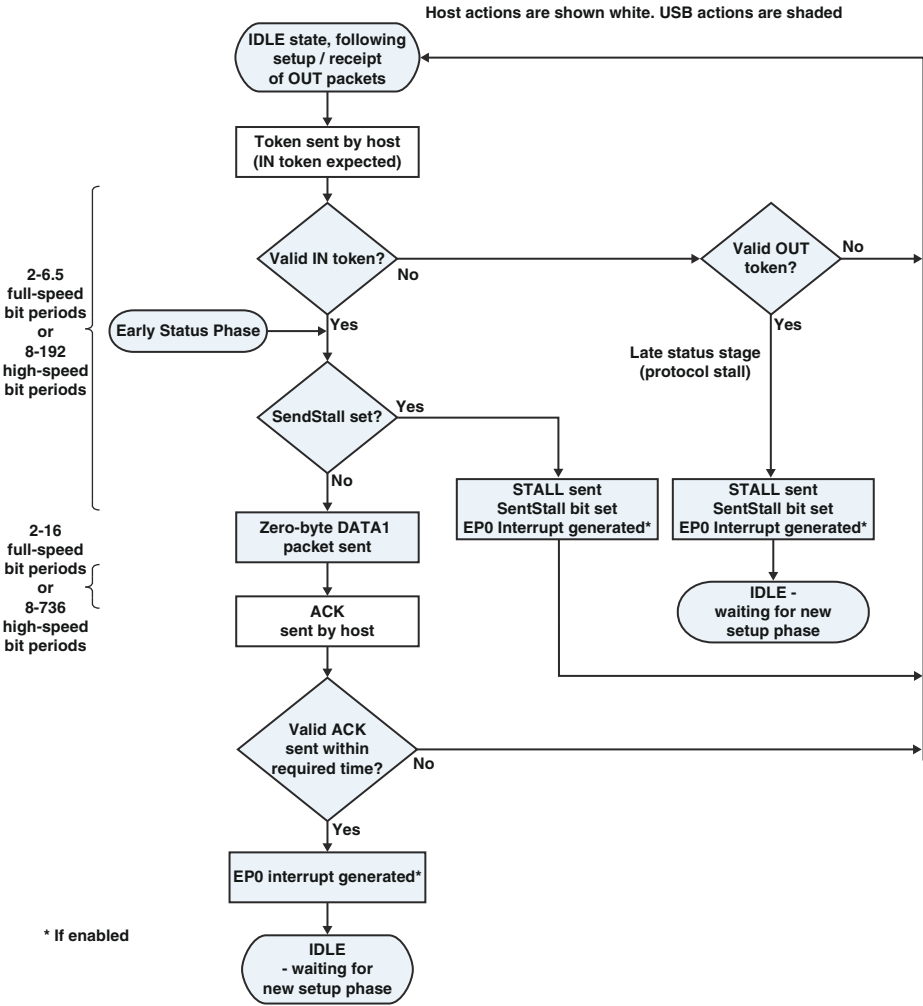 Host actions are shown white. USB actions are shaded
IDLE state, following
setup / receipt
of OUT packets
Token sent by host
(IN token expected)
Valid IN token?
No
Yes
Valid OUT
token?
No
Yes
2-6.5
full-speed
bit periods
or
8-192
high-speed
bit periods
Early Status Phase
Late status stage
(protocol stall)
SendStall set?
Yes
No
STALL sent
SentStall bit set
EP0 Interrupt generated*
STALL sent
SentStall bit set
EP0 Interrupt generated*
Zero-byte DATA1
packet sent
2-16
full-speed
bit periods
or
8-736
high-speed
bit periods
IDLE -
waiting for new
setup phase
ACK
sent by host
Valid ACK
sent within
required time?
No
Yes
EP0 interrupt generated*
* If enabled
IDLE
- waiting for
new setup phase